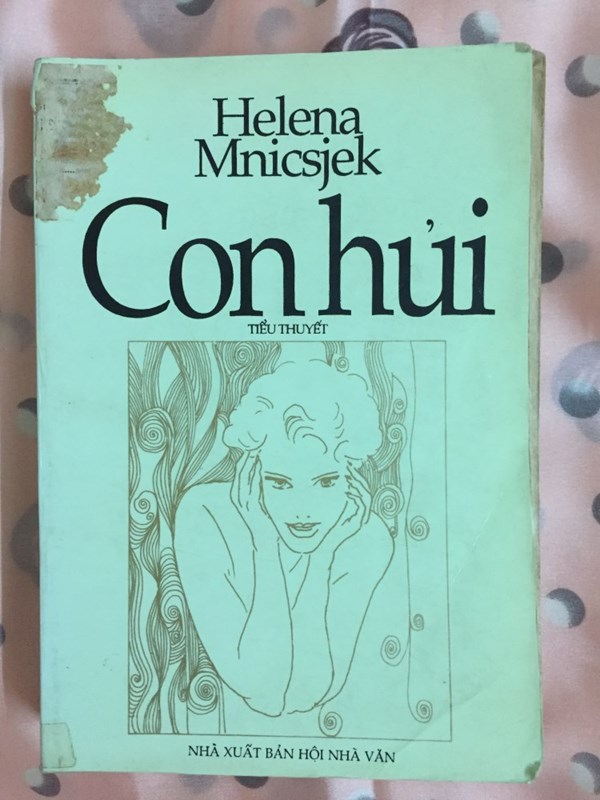 Helena
Mnicsjek
Con hủi
TIỂU THUYẾT
NHÀ XUẤT BẢN HỘI NHÀ VĂN